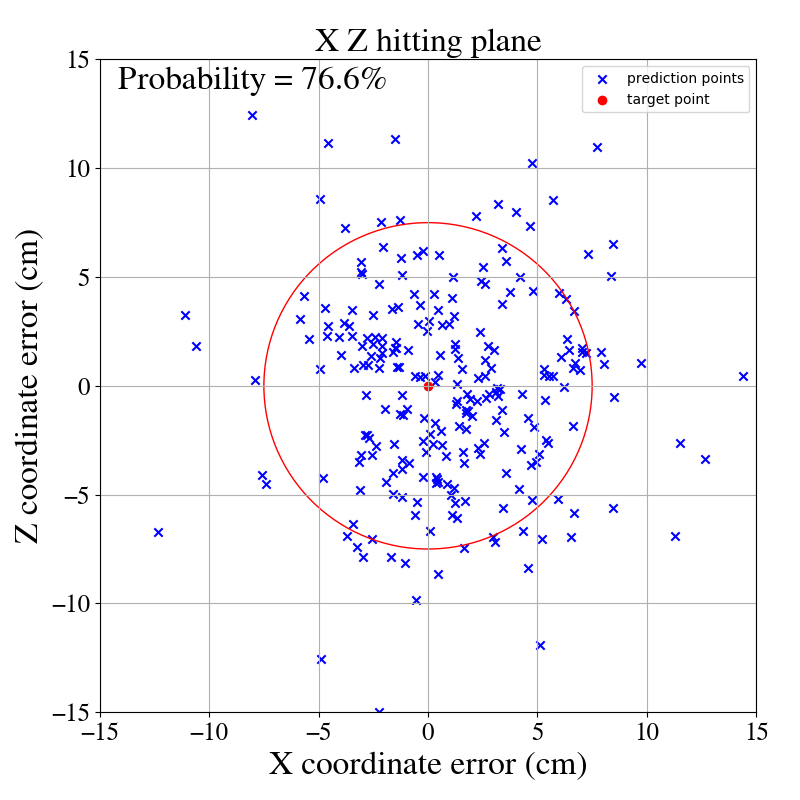 X Z hitting plane
Probability = 76.6%
prediction points
target point
15
10
5
0
−5
−10
−15
Z coordinate error (cm)
−15 −10 −5 0 5 10 15
X coordinate error (cm)